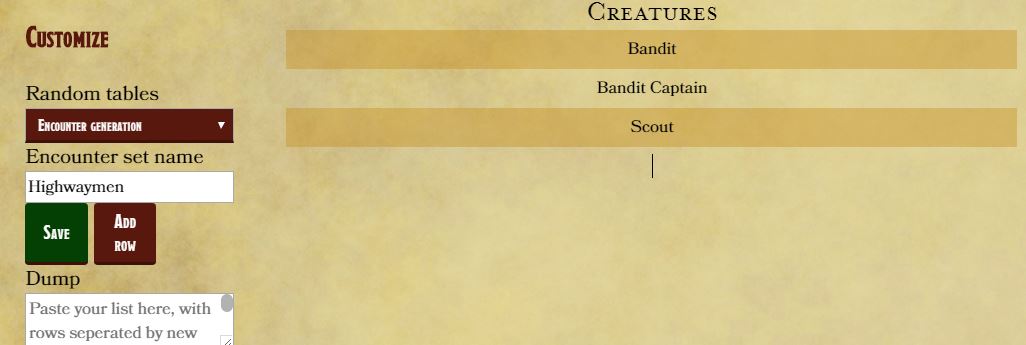 Customize
Random tables
Encounter generation
Encounter set name
Highwaymen
Save
Add
row
Dump
Paste your list here, with
rows seperated by new
Creatures
Bandit
Bandit Captain
Scout